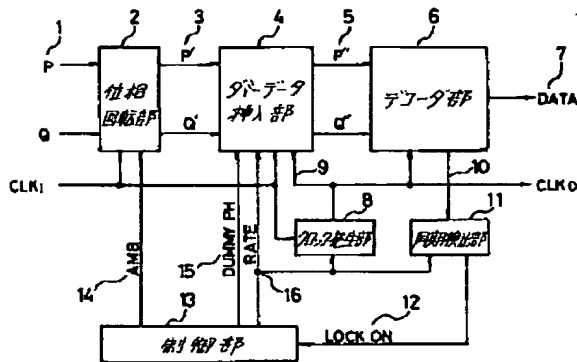 1
2
3
4
5
6
7
P
P'
P"
位相
回転部
ダミーデータ
挿入部
デコーダ部
DATA
Q
Q'
Q"
9
10
CLKI
CLKO
8
11
クロック発生部
同期検出部
14
AMB
15
DUMMY PH
RATE
16
12
13
制御部
LOCK ON